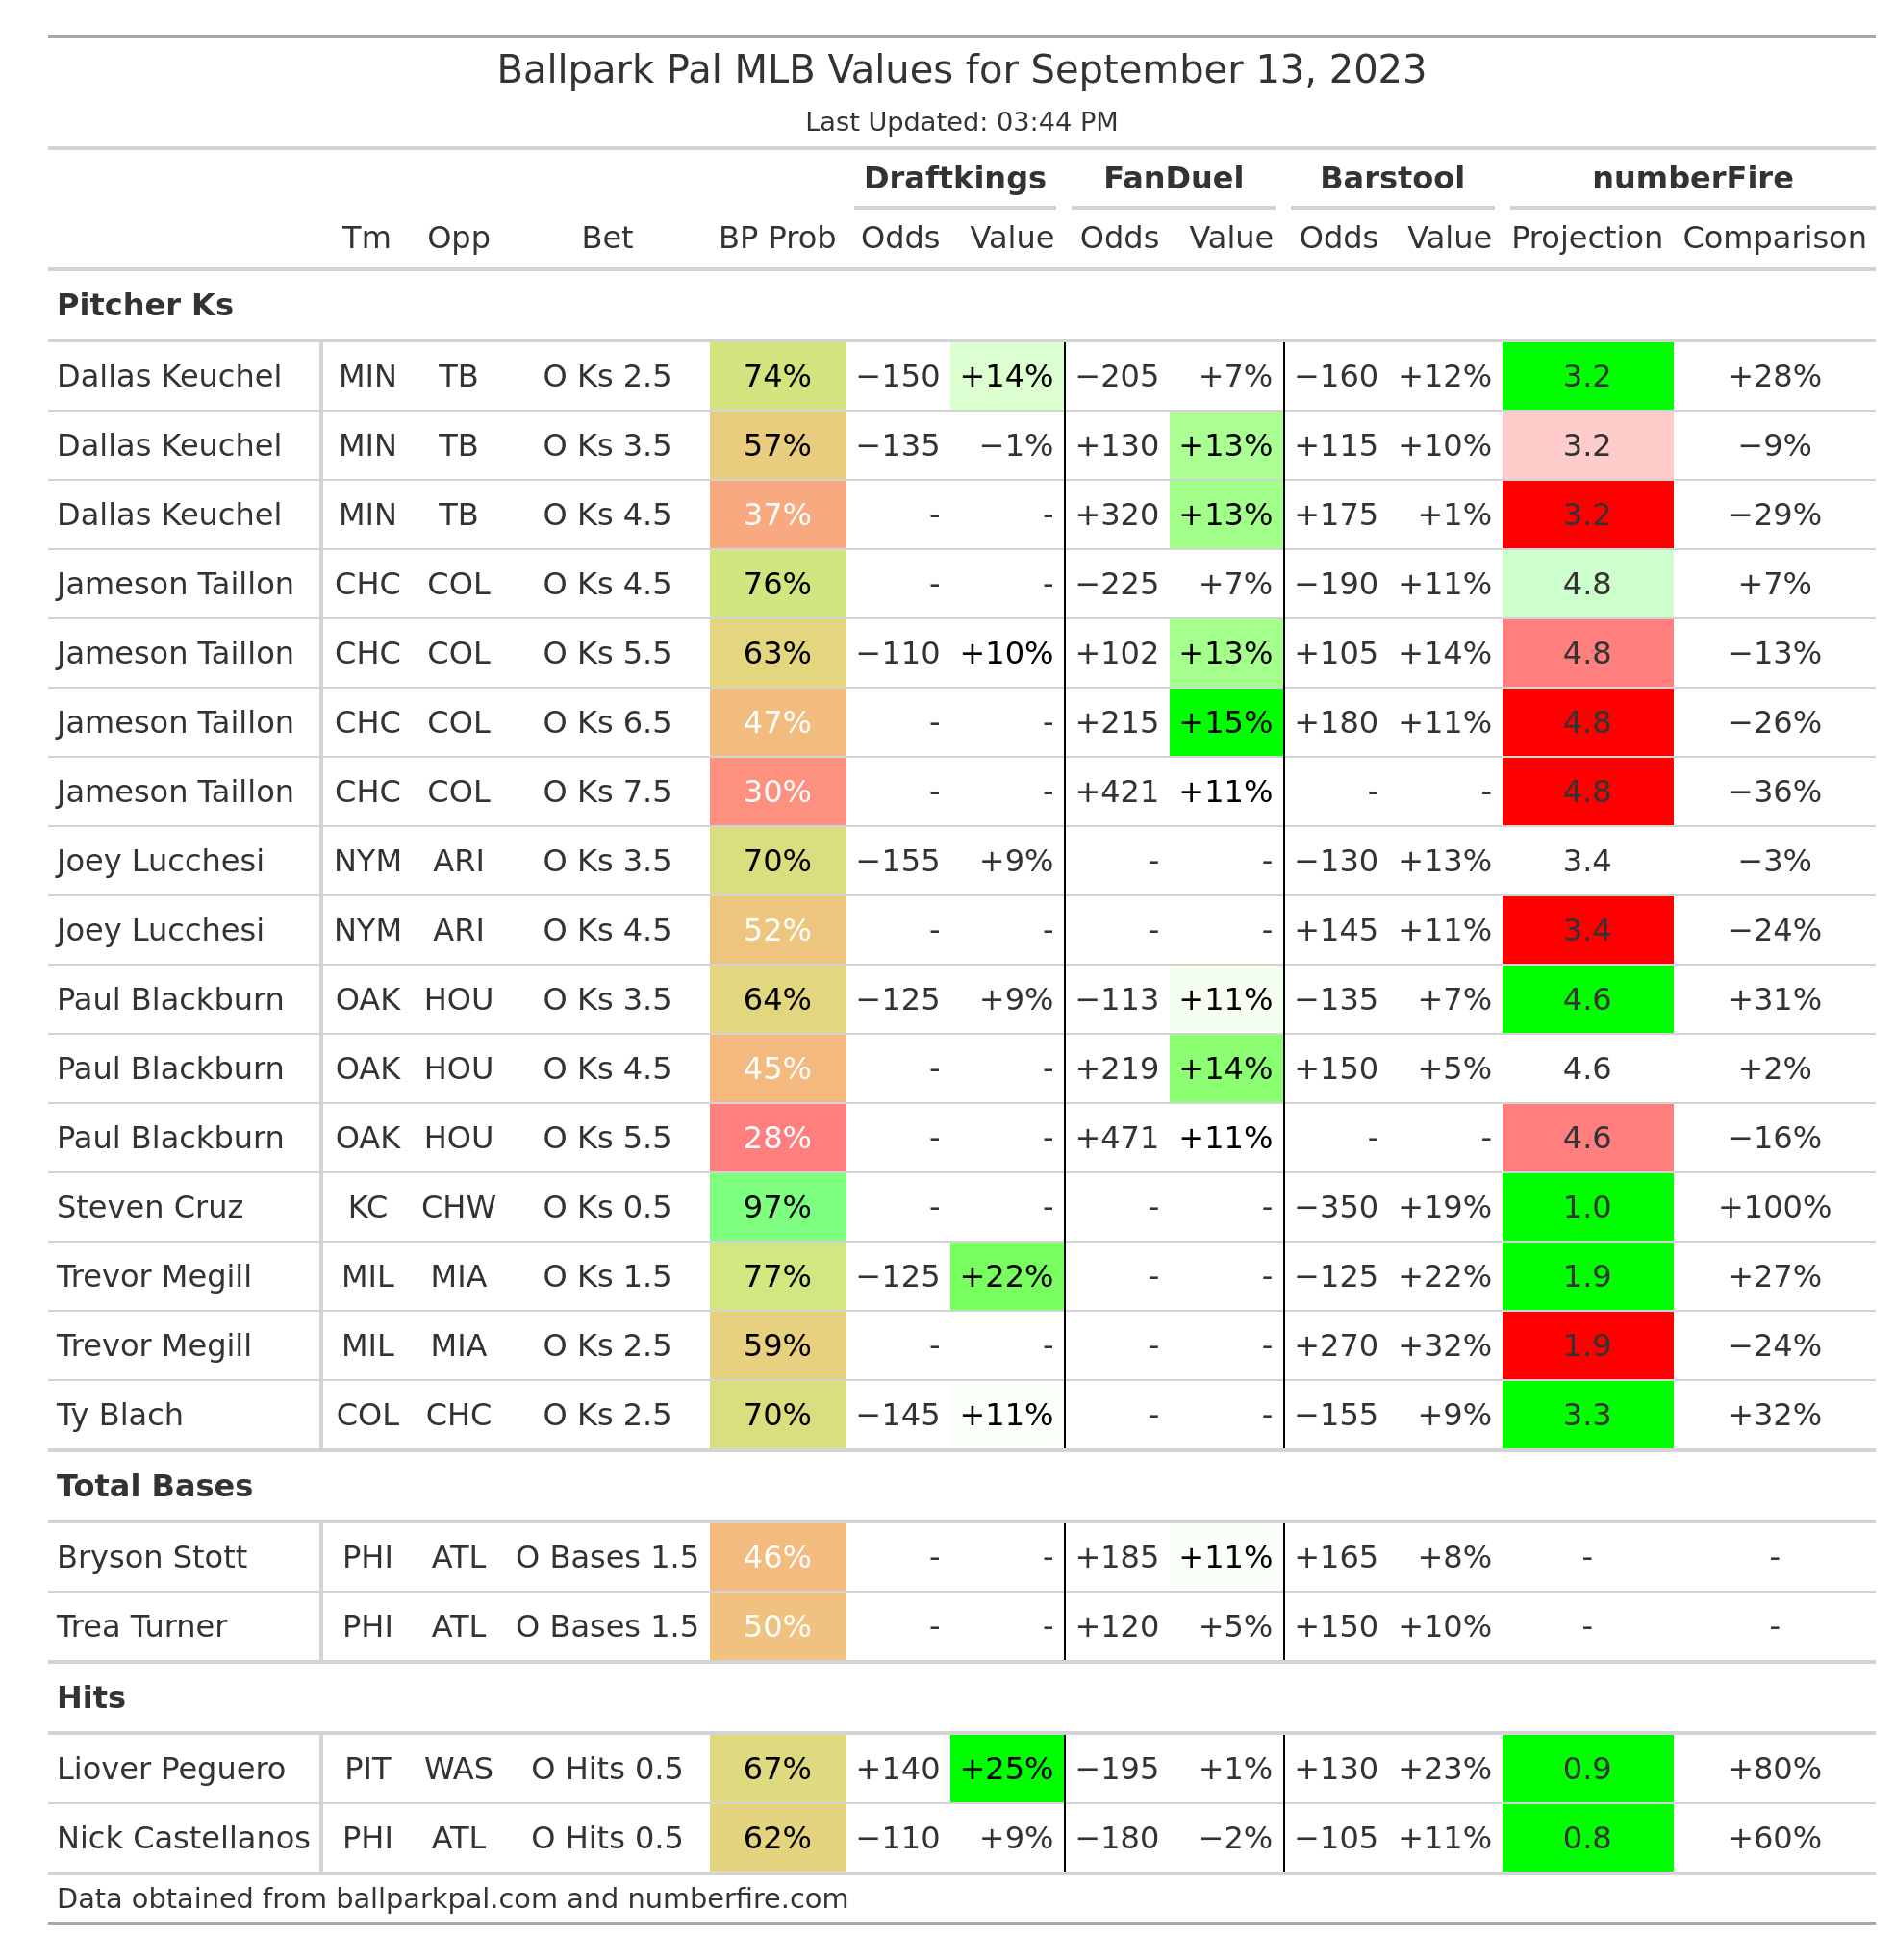 Ballpark Pal MLB Values for September 13, 2023
Last Updated: 03:44 PM
Draftkings FanDuel Barstool numberFire
Tm Opp Bet BP Prob Odds Value Odds Value Odds Value Projection Comparison
Pitcher Ks
Dallas Keuchel MIN TB O Ks 2.5 74% −150 +14% −205 +7% −160 +12% 3.2 +28%
Dallas Keuchel MIN TB O Ks 3.5 57% −135 −1% +130 +13% +115 +10% 3.2 −9%
Dallas Keuchel MIN TB O Ks 4.5 37% - - +320 +13% +175 +1% 3.2 −29%
Jameson Taillon CHC COL O Ks 4.5 76% - - −225 +7% −190 +11% 4.8 +7%
Jameson Taillon CHC COL O Ks 5.5 63% −110 +10% +102 +13% +105 +14% 4.8 −13%
Jameson Taillon CHC COL O Ks 6.5 47% - - +215 +15% +180 +11% 4.8 −26%
Jameson Taillon CHC COL O Ks 7.5 30% - - +421 +11% - - 4.8 −36%
Joey Lucchesi NYM ARI O Ks 3.5 70% −155 +9% - - −130 +13% 3.4 −3%
Joey Lucchesi NYM ARI O Ks 4.5 52% - - - - +145 +11% 3.4 −24%
Paul Blackburn OAK HOU O Ks 3.5 64% −125 +9% −113 +11% −135 +7% 4.6 +31%
Paul Blackburn OAK HOU O Ks 4.5 45% - - +219 +14% +150 +5% 4.6 +2%
Paul Blackburn OAK HOU O Ks 5.5 28% - - +471 +11% - - 4.6 −16%
Steven Cruz KC CHW O Ks 0.5 97% - - - - −350 +19% 1.0 +100%
Trevor Megill MIL MIA O Ks 1.5 77% −125 +22% - - −125 +22% 1.9 +27%
Trevor Megill MIL MIA O Ks 2.5 59% - - - - +270 +32% 1.9 −24%
Ty Blach COL CHC O Ks 2.5 70% −145 +11% - - −155 +9% 3.3 +32%
Total Bases
Bryson Stott PHI ATL O Bases 1.5 46% - - +185 +11% +165 +8% - -
Trea Turner PHI ATL O Bases 1.5 50% - - +120 +5% +150 +10% - -
Hits
Liover Peguero PIT WAS O Hits 0.5 67% +140 +25% −195 +1% +130 +23% 0.9 +80%
Nick Castellanos PHI ATL O Hits 0.5 62% −110 +9% −180 −2% −105 +11% 0.8 +60%
Data obtained from ballparkpal.com and numberfire.com